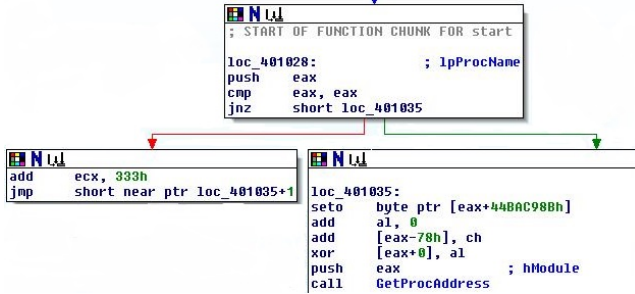 N
; START OF FUNCTION CHUNK FOR start
loc_401028: ; lpProcName
push eax
cmp eax, eax
jnz short loc_401035
N
add ecx, 333h
jmp short near ptr loc_401035+1
N
loc_401035:
seto byte ptr [eax+44BAC98Bh]
add al, 0
add [eax-78h], ch
xor [eax+0], al
push eax ; hModule
call GetProcAddress